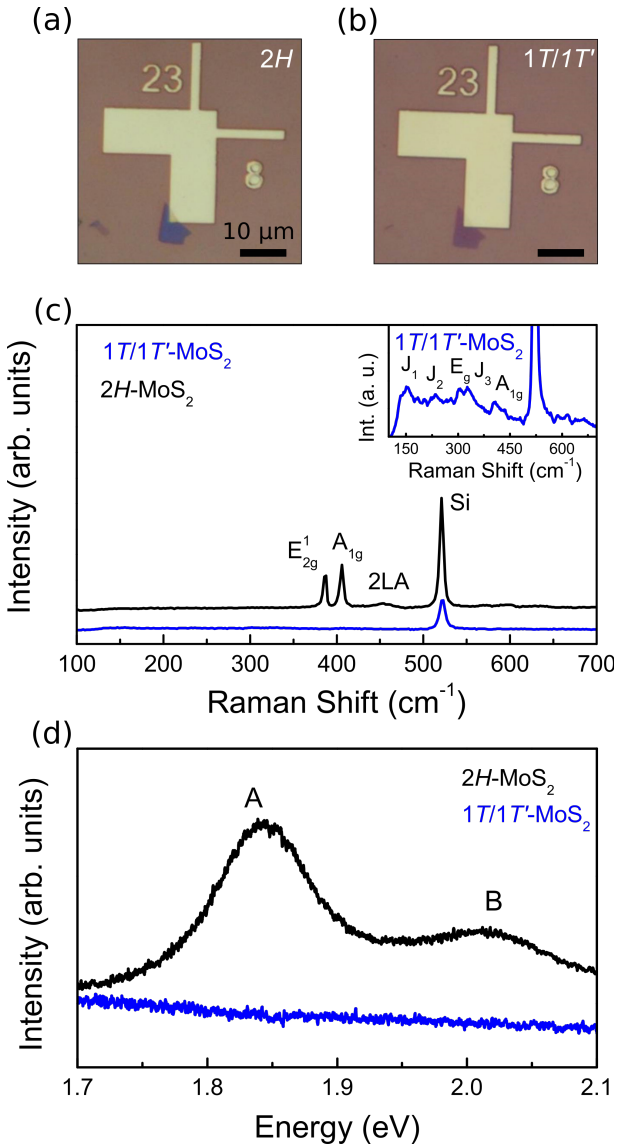 (a)
23
2H
8
10 μm
(b)
23
1T/1T′
8
(c)
1T/1T′-MoS₂
2H-MoS₂
Intensity (arb. units)
E¹₂g
A₁g
2LA
Si
100 200 300 400 500 600 700
Raman Shift (cm⁻¹)
1T/1T′-MoS₂
J₁ J₂ Eg J₃ A₁g
Int. (a. u.)
150 300 450 600
Raman Shift (cm⁻¹)
(d)
2H-MoS₂
1T/1T′-MoS₂
A
B
Intensity (arb. units)
1.7 1.8 1.9 2.0 2.1
Energy (eV)